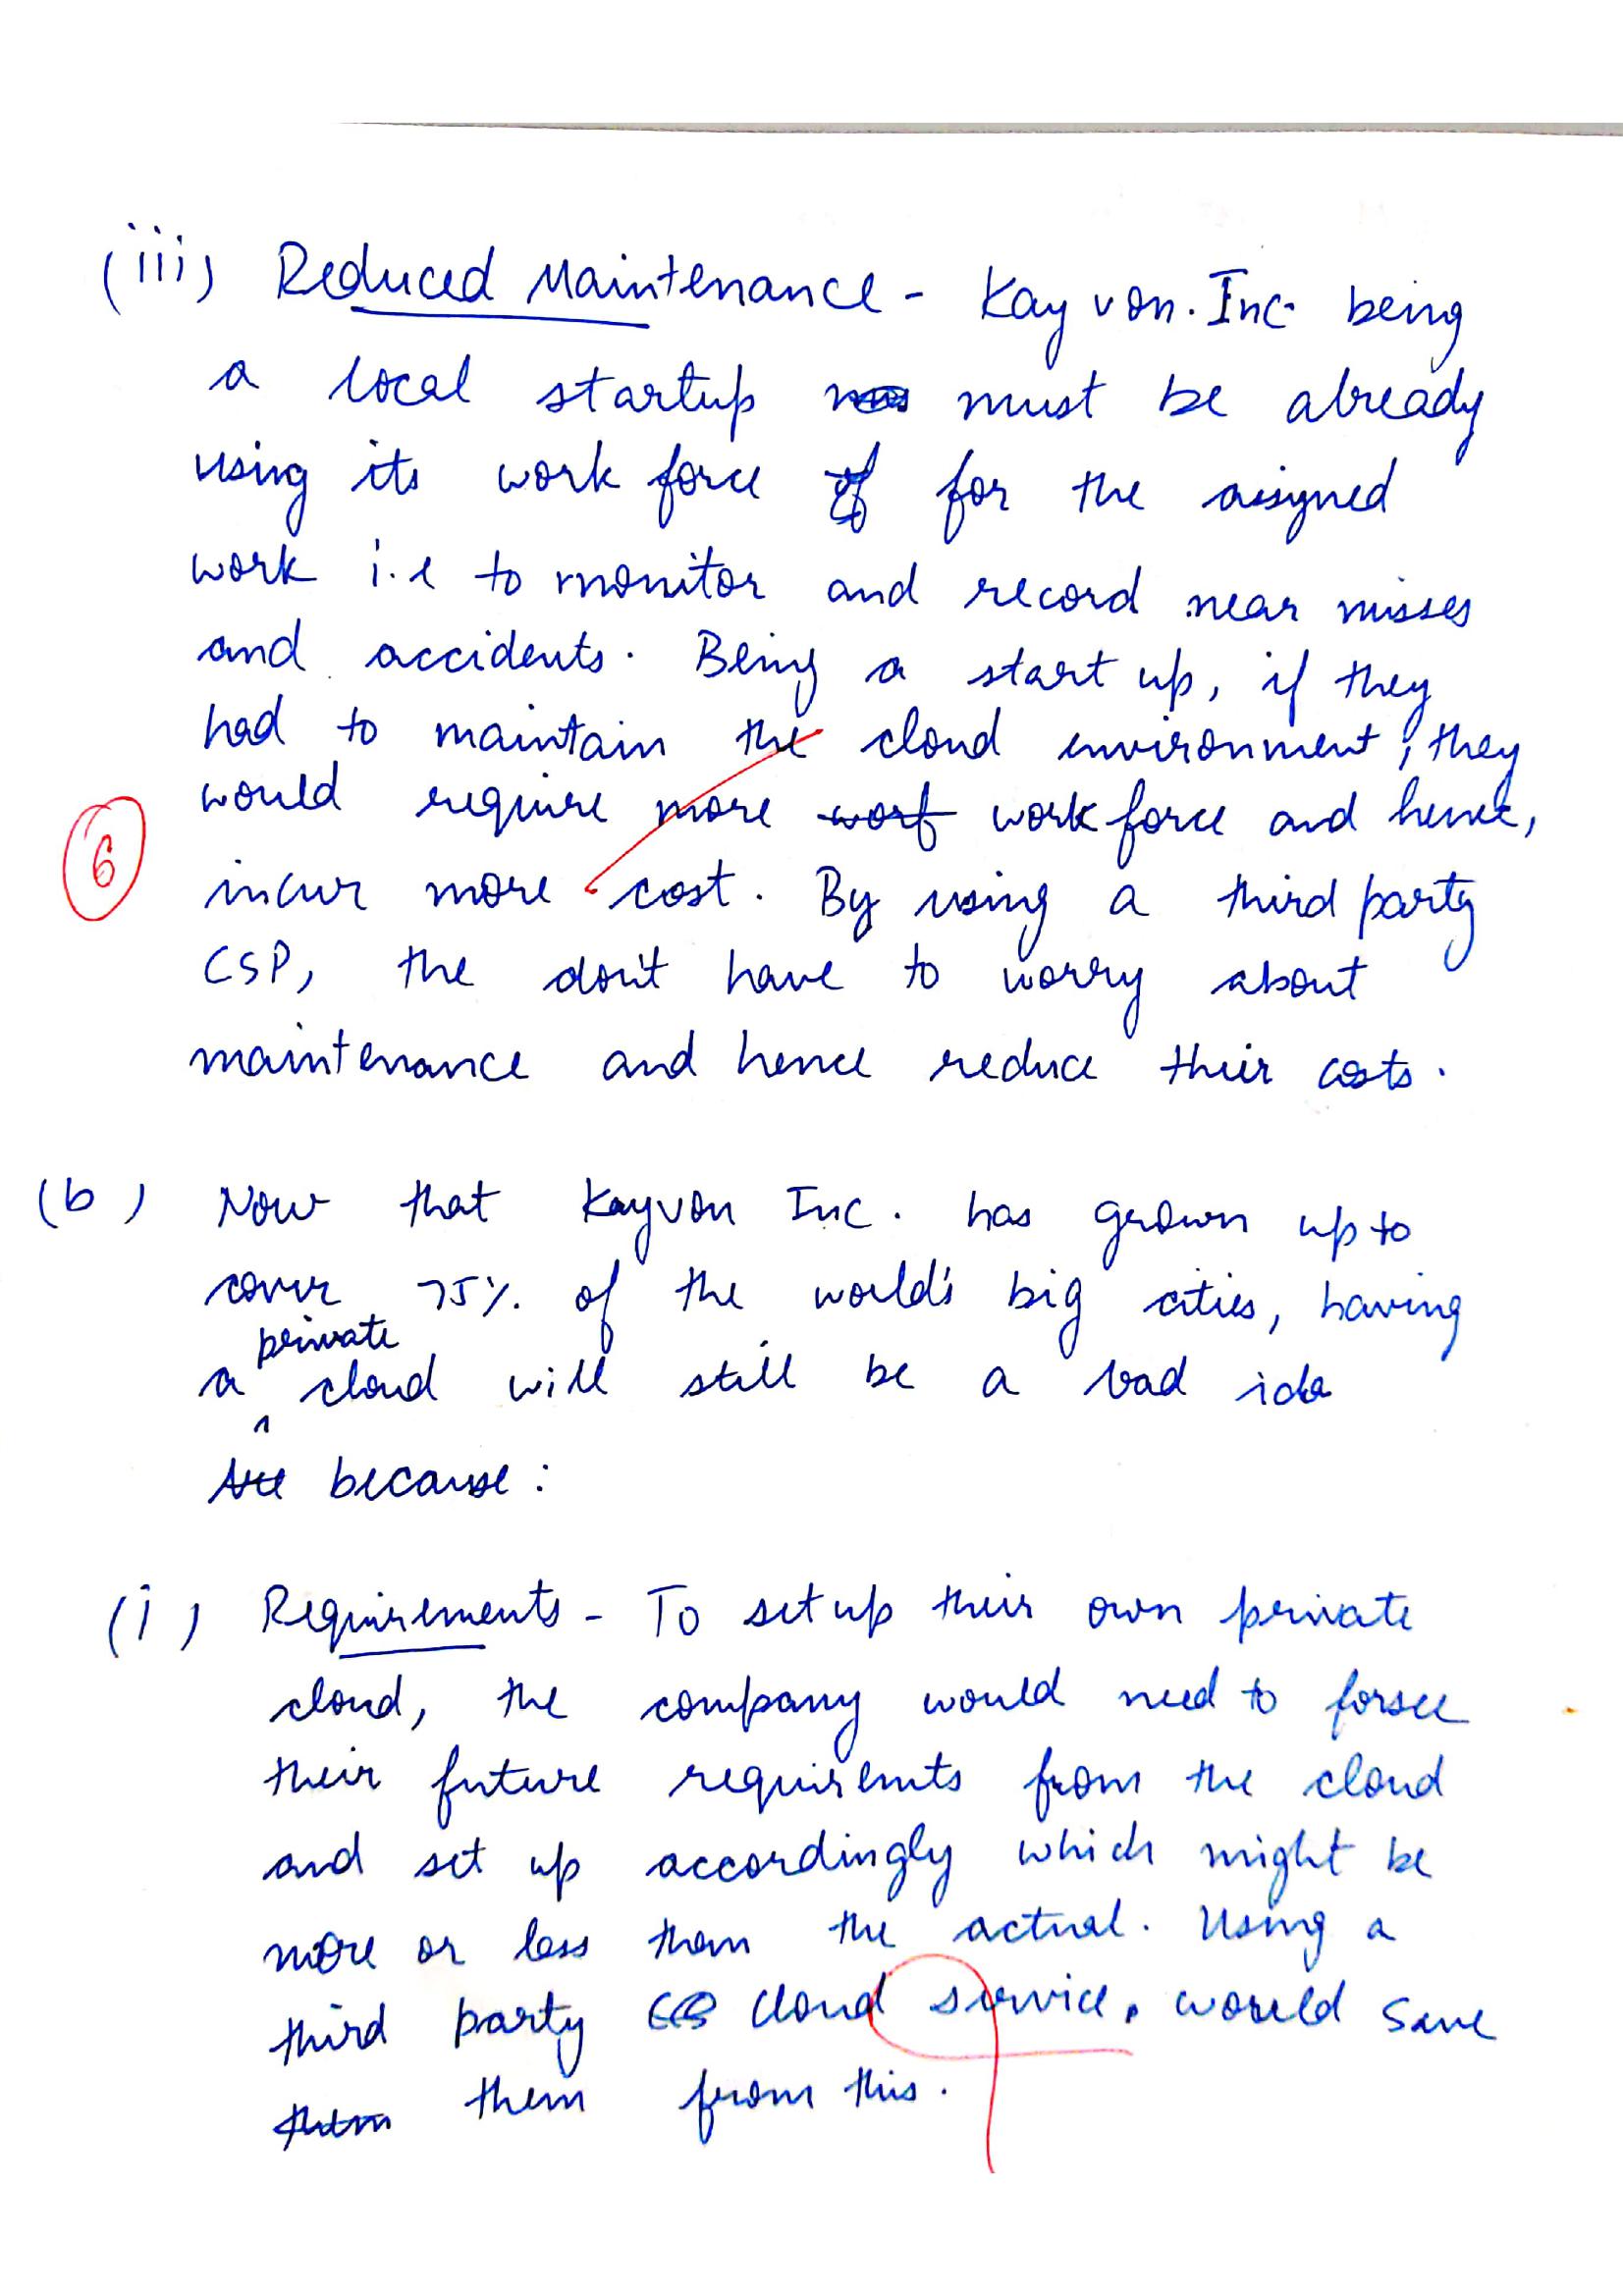 (iii) Reduced Maintenance - Kayvon. Inc. being
a local startup must be already
using its work force for the assigned
work i.e to monitor and record near misses
and accidents. Being a start up, if they
had to maintain the cloud environment, they
would require more worf work force and hence,
6
incur more cost. By using a third party
CSP, the don't have to worry about
maintenance and hence reduce their costs.
(b) Now that Kayvon Inc. has grown upto
cover 75% of the world's big cities, having
a private cloud will still be a bad idea
because:
(i) Requirements - To set up their own private
cloud, the company would need to forsee
their future requiremts from the cloud
and set up accordingly which might be
more or less than the actual. Using a
third party cloud service, would save
them from this.